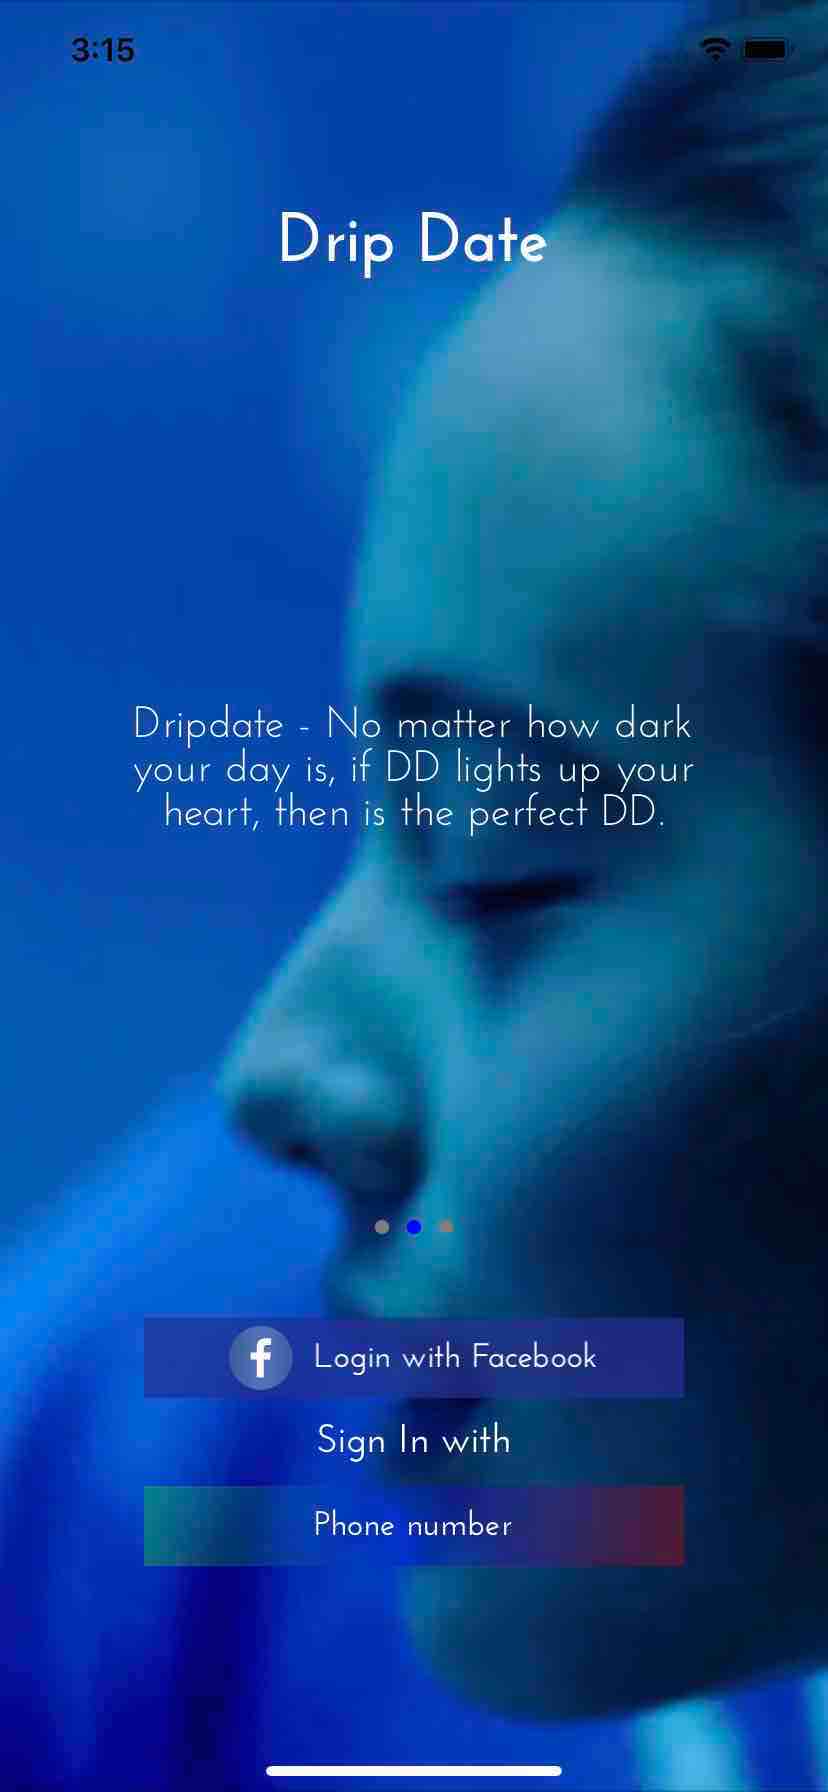 3:15
Drip Date
Dripdate - No matter how dark
your day is, if DD lights up your
heart, then is the perfect DD.
f Login with Facebook
Sign In with
Phone number